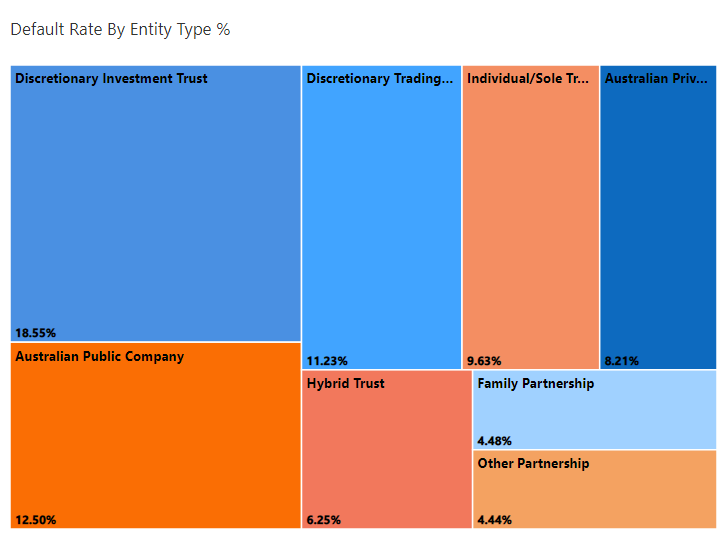 Default Rate By Entity Type %
Discretionary Investment Trust
18.55%
Australian Public Company
12.50%
Discretionary Trading...
11.23%
Individual/Sole Tr...
9.63%
Australian Priv...
8.21%
Hybrid Trust
6.25%
Family Partnership
4.48%
Other Partnership
4.44%